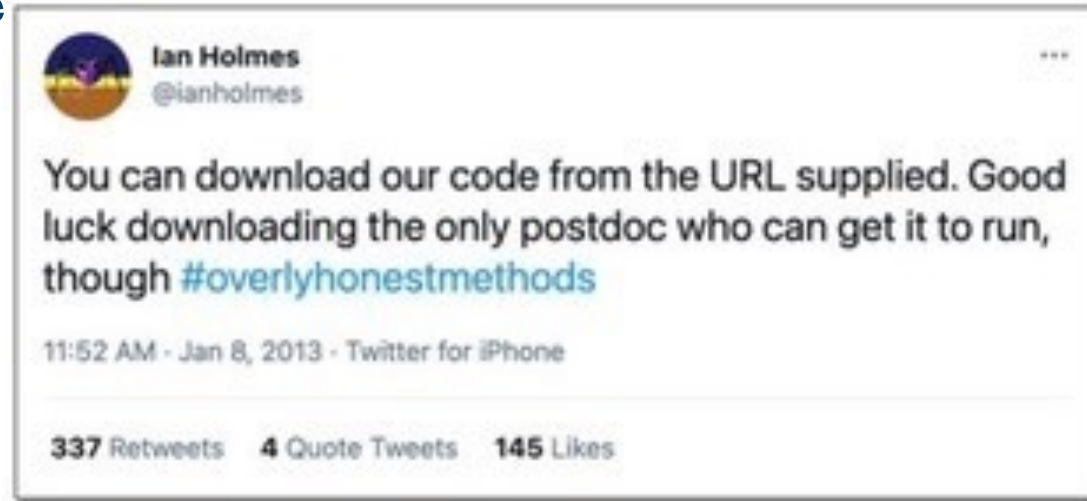 e
Ian Holmes
@ianholmes
...
You can download our code from the URL supplied. Good
luck downloading the only postdoc who can get it to run,
though #overlyhonestmethods
11:52 AM · Jan 8, 2013 · Twitter for iPhone
337 Retweets 4 Quote Tweets 145 Likes